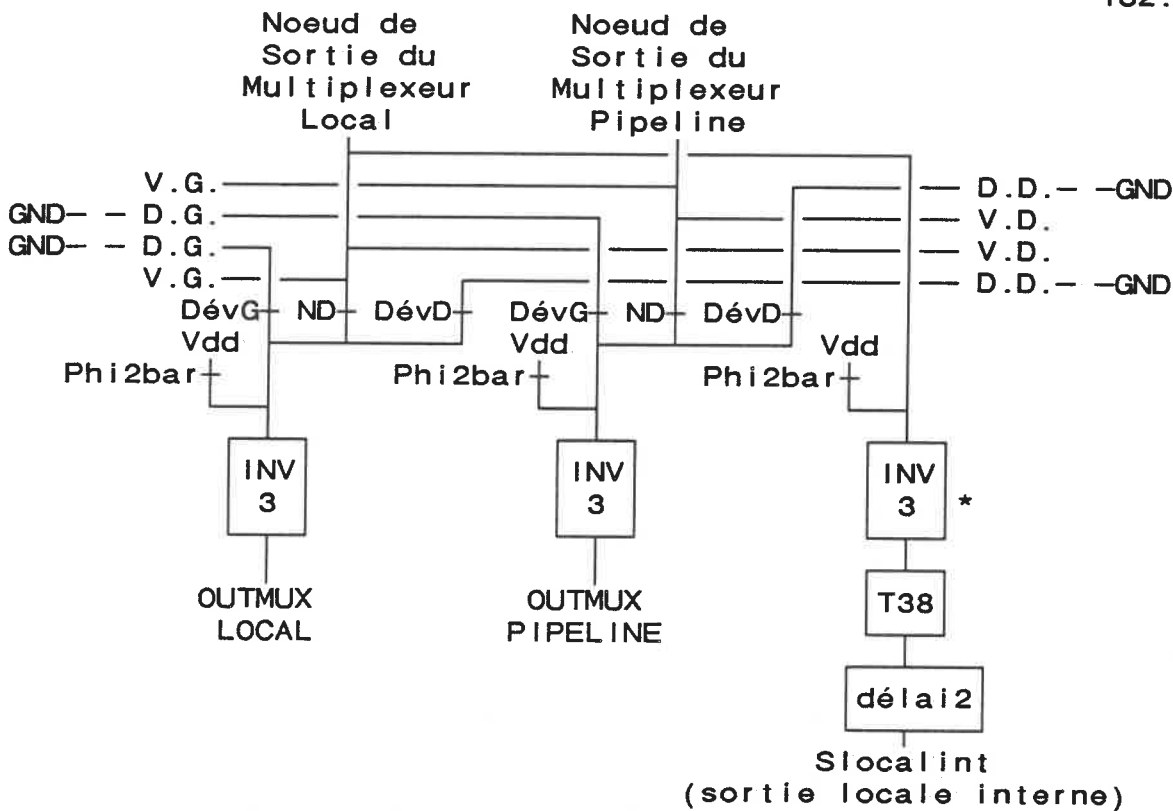 Noeud de
Sortie du
Multiplexeur
Local
Noeud de
Sortie du
Multiplexeur
Pipeline
V.G.
D.D.
GND
GND
D.G.
V.D.
GND
D.G.
V.D.
V.G.
D.D.
GND
DévG
ND
DévD
DévG
ND
DévD
Vdd
Vdd
Vdd
Phi2bar
Phi2bar
Phi2bar
INV
3
INV
3
INV
3
*
OUTMUX
LOCAL
OUTMUX
PIPELINE
T38
délai2
Slocalint
(sortie locale interne)